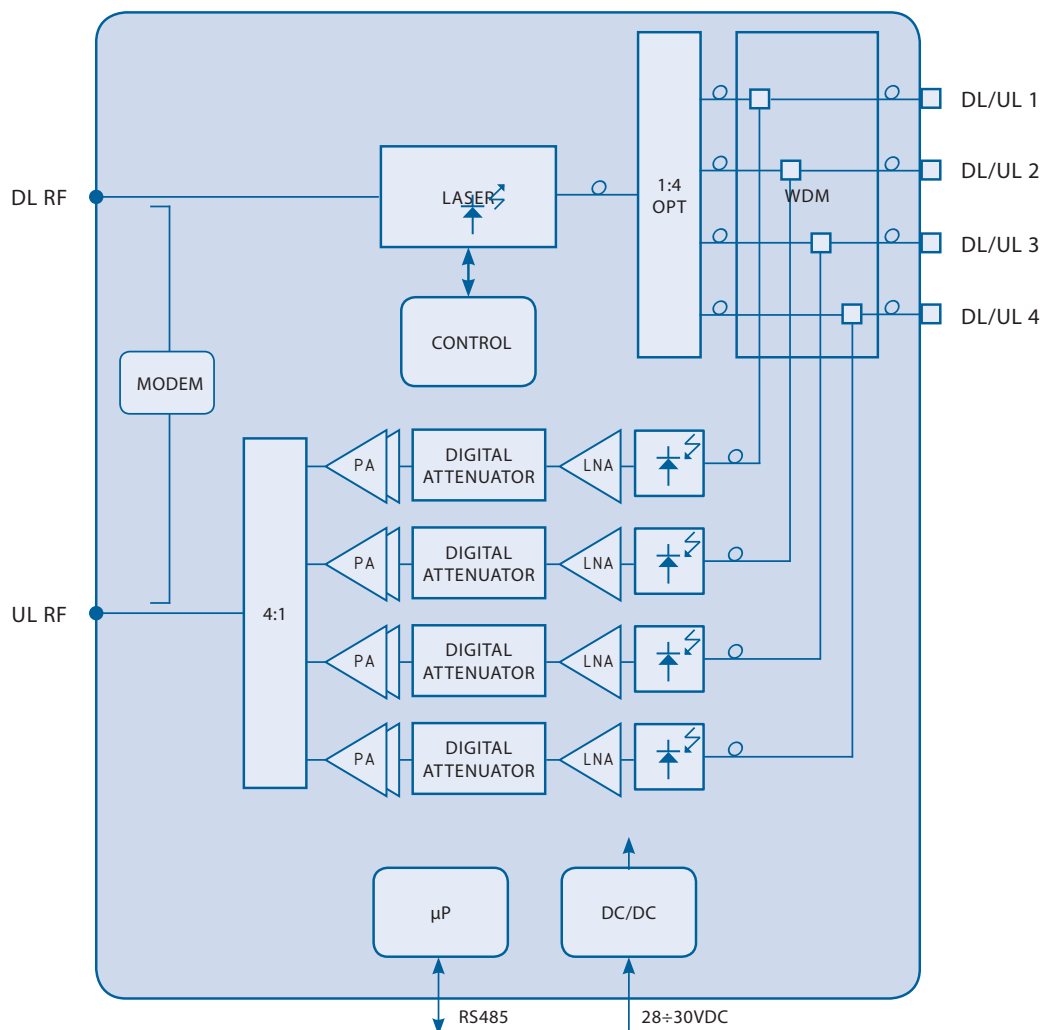 DL/UL 1
DL/UL 2
DL/UL 3
DL/UL 4
DL RF
LASER
1:4
OPT
WDM
CONTROL
MODEM
UL RF
4:1
PA
DIGITAL
ATTENUATOR
LNA
PA
DIGITAL
ATTENUATOR
LNA
PA
DIGITAL
ATTENUATOR
LNA
PA
DIGITAL
ATTENUATOR
LNA
µP
DC/DC
RS485
28÷30VDC